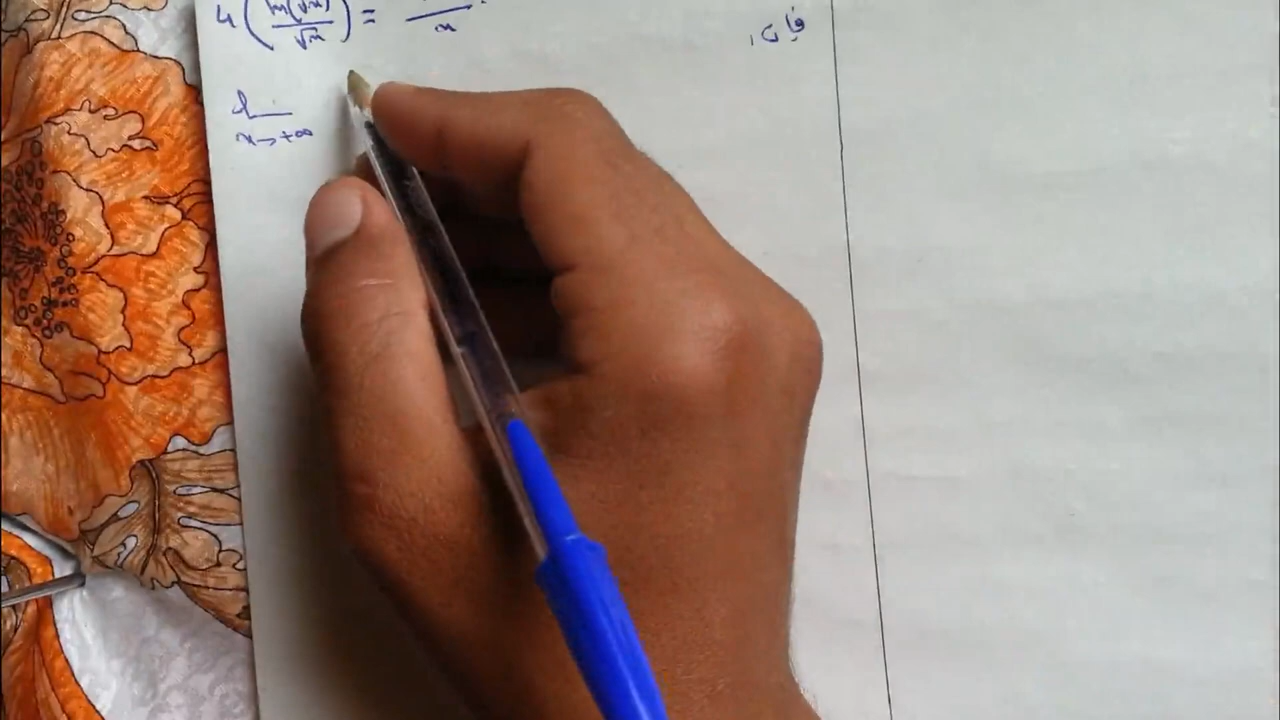 4 ( ln(√x) / √x ) = / x
فإن
lim
x→+∞